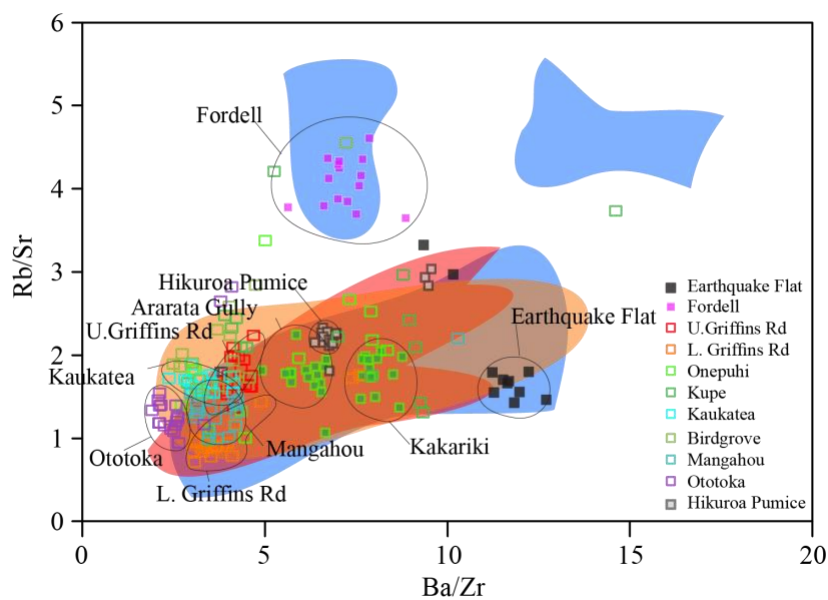 6
5
4
3
2
1
0
Rb/Sr
0
5
10
15
20
Ba/Zr
Fordell
Hikuroa Pumice
Ararata Gully
U.Griffins Rd
Kaukatea
Ototoka
L. Griffins Rd
Mangahou
Kakariki
Earthquake Flat
Earthquake Flat
Fordell
U.Griffins Rd
L. Griffins Rd
Onepuhi
Kupe
Kaukatea
Birdgrove
Mangahou
Ototoka
Hikuroa Pumice